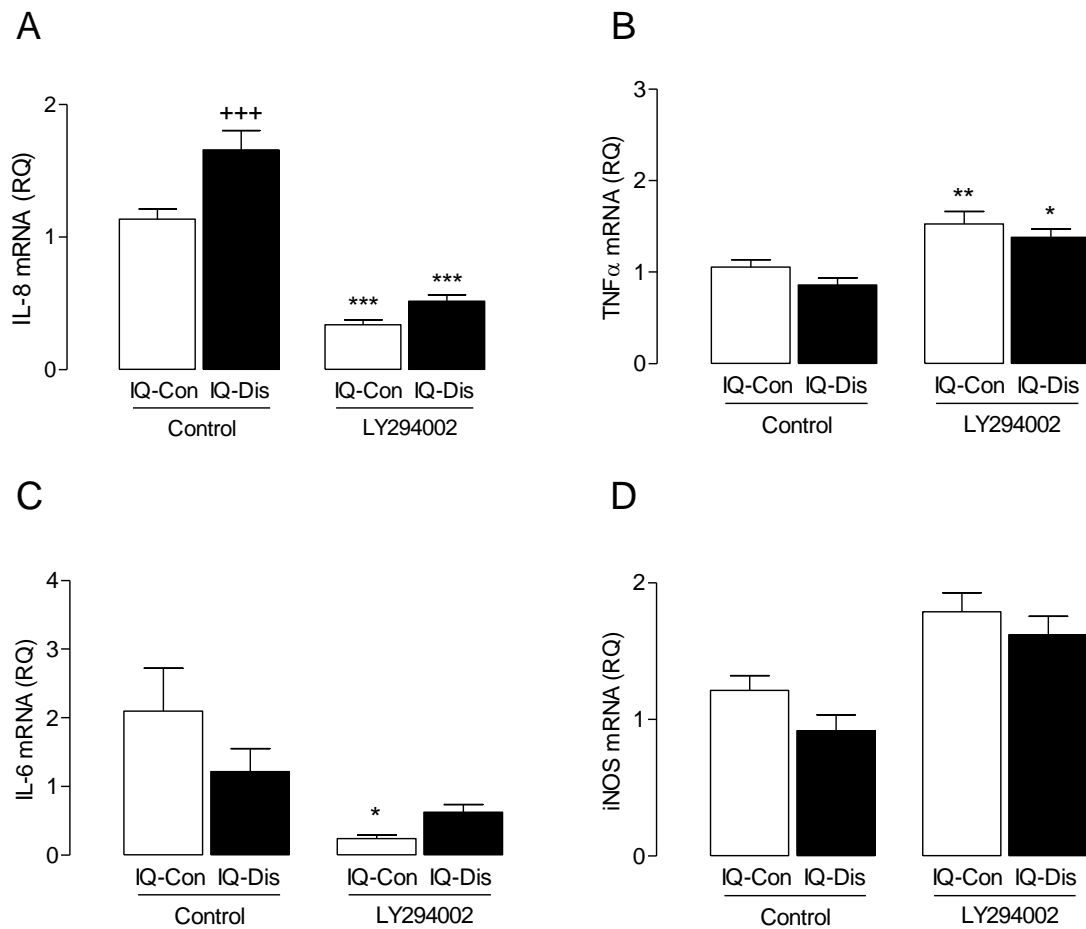 A
IL-8 mRNA (RQ)
2
1
0
+++
*** ***
IQ-Con IQ-Dis IQ-Con IQ-Dis
Control LY294002
B
TNFα mRNA (RQ)
3
2
1
0
** *
IQ-Con IQ-Dis IQ-Con IQ-Dis
Control LY294002
C
IL-6 mRNA (RQ)
4
3
2
1
0
*
IQ-Con IQ-Dis IQ-Con IQ-Dis
Control LY294002
D
iNOS mRNA (RQ)
2
1
0
IQ-Con IQ-Dis IQ-Con IQ-Dis
Control LY294002